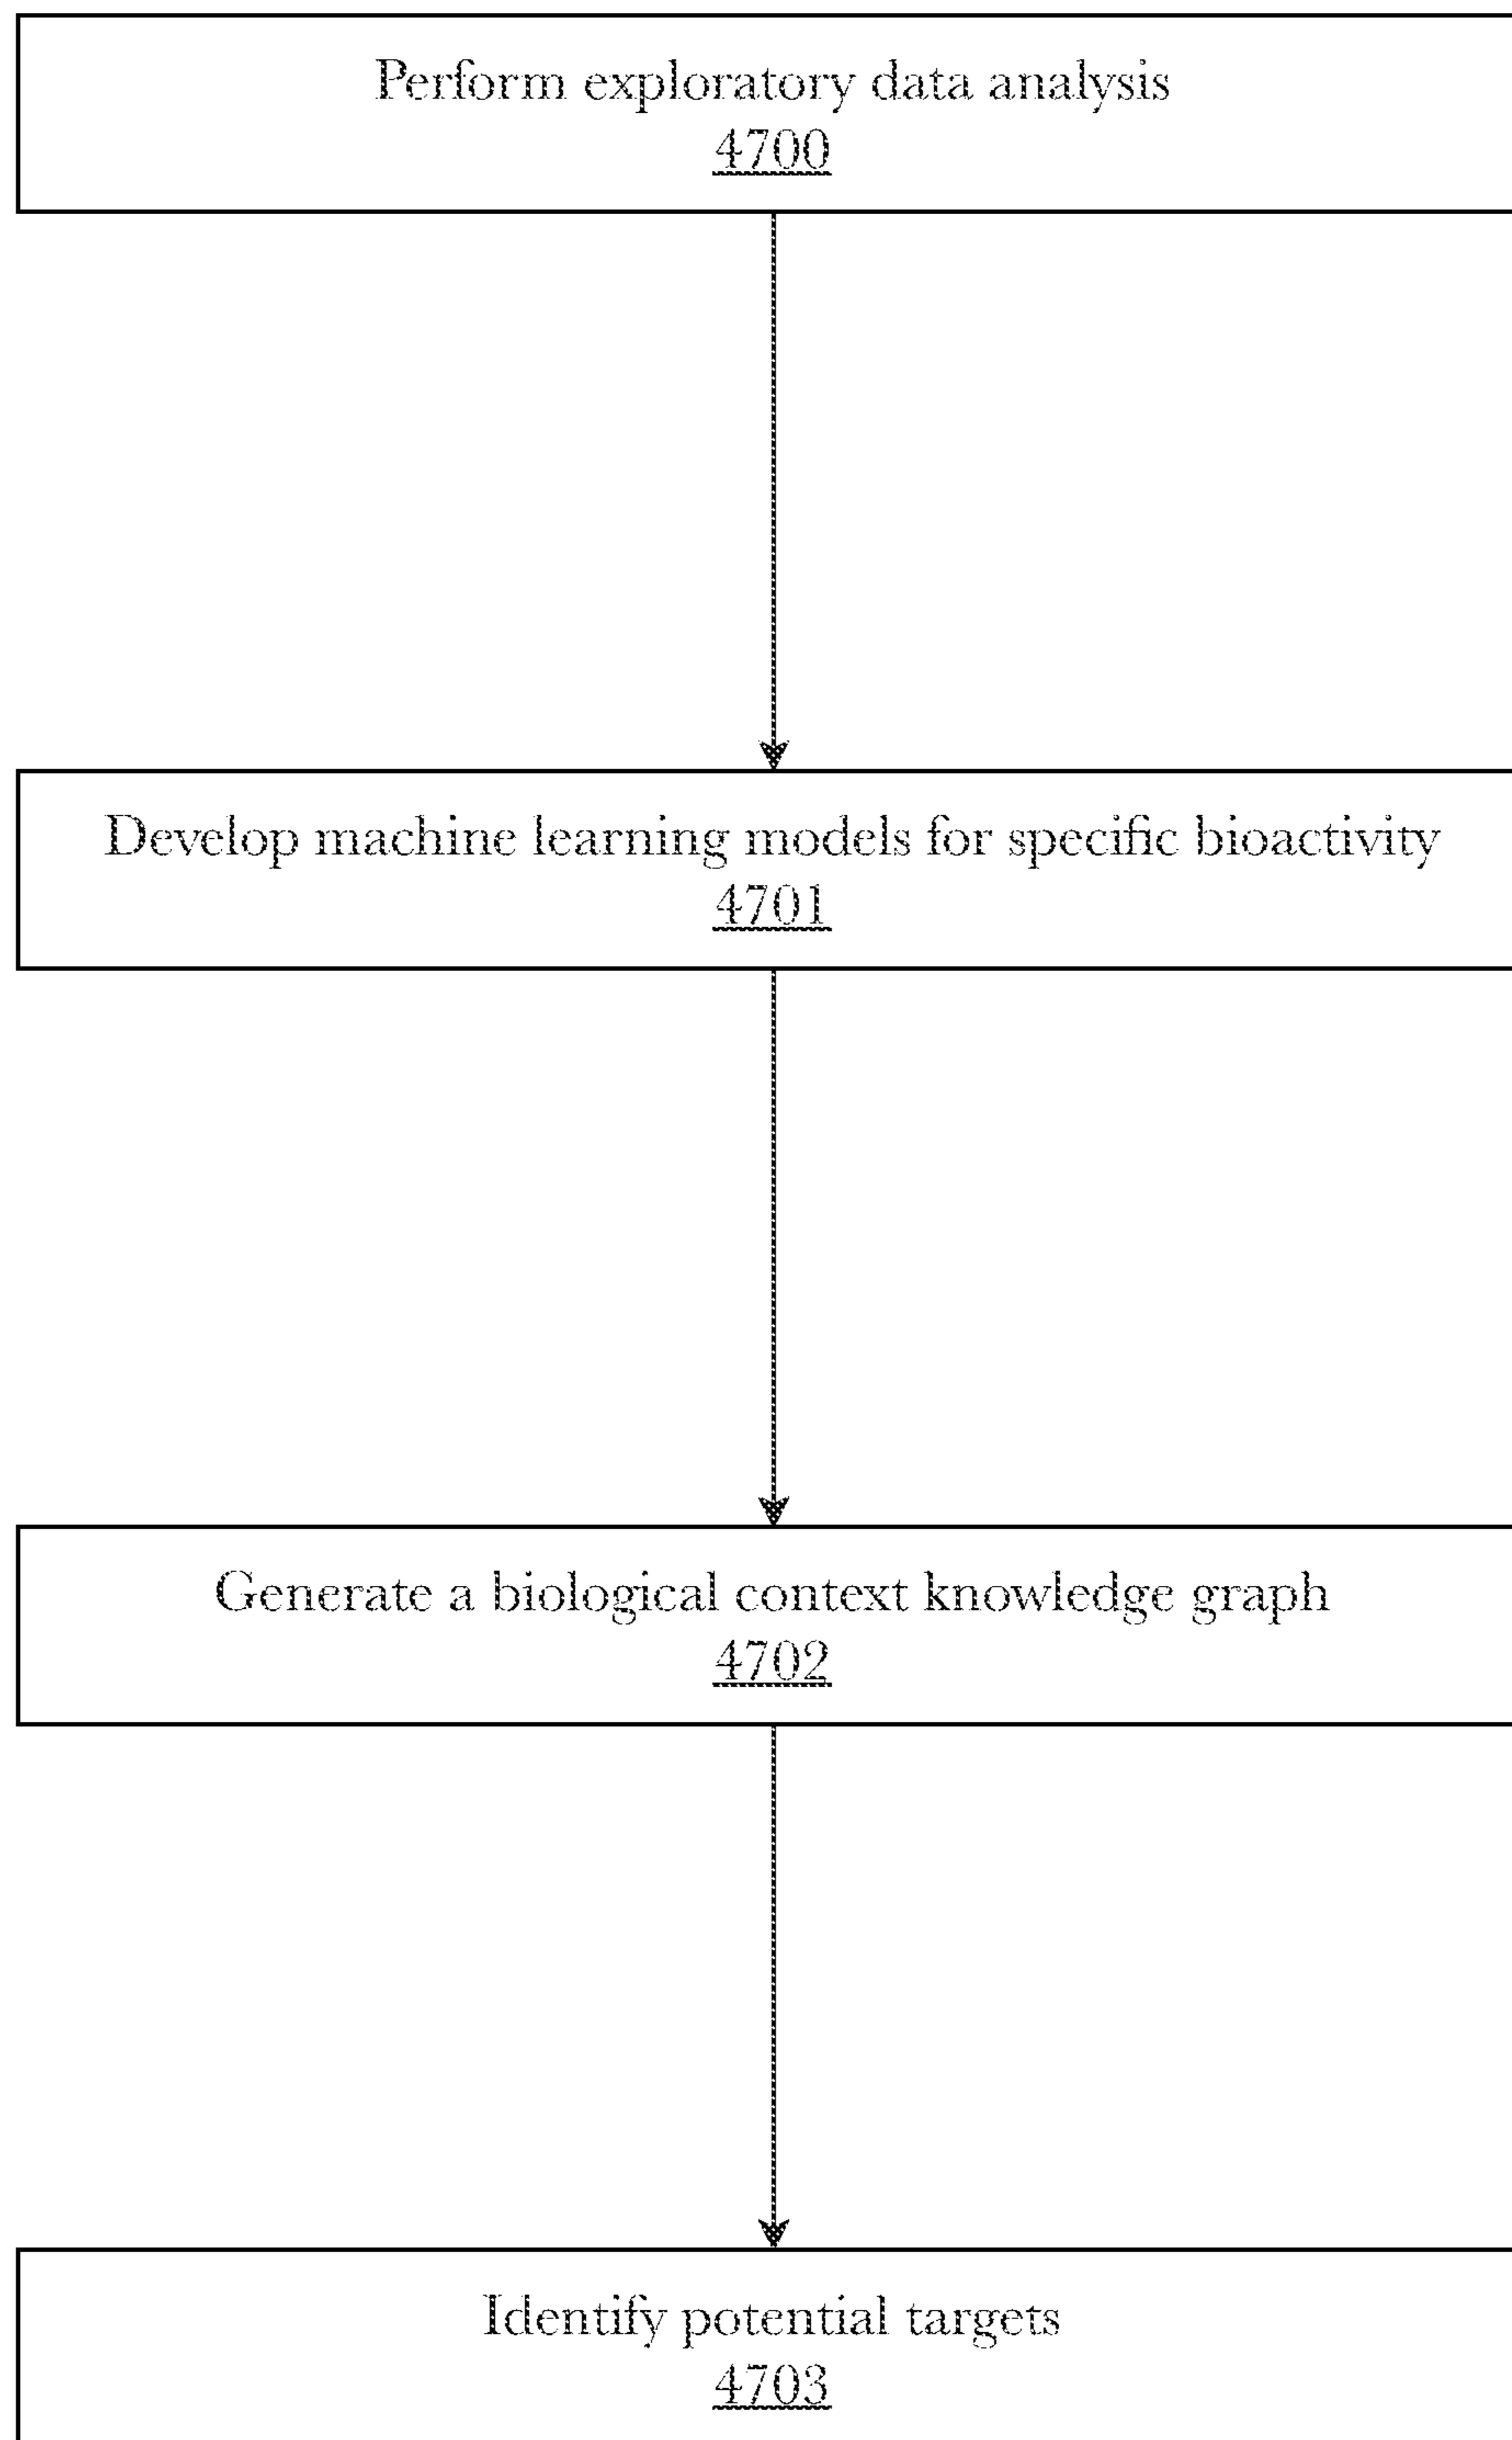 Perform exploratory data analysis
4700
Develop machine learning models for specific bioactivity
4701
Generate a biological context knowledge graph
4702
Identify potential targets
4703